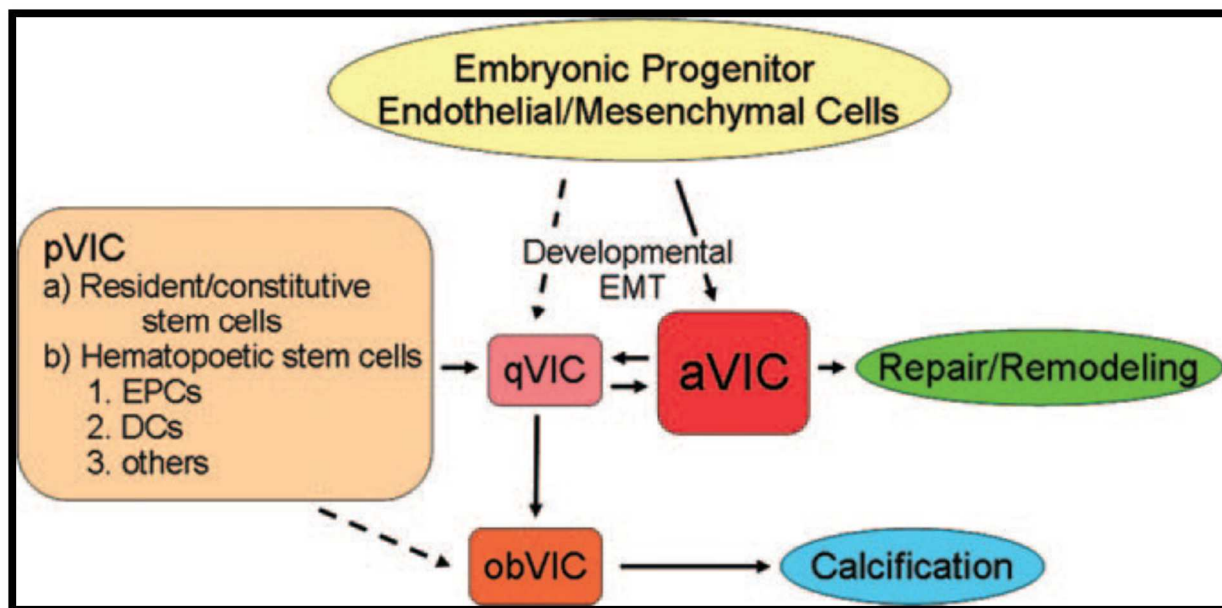 Embryonic Progenitor
Endothelial/Mesenchymal Cells
Developmental
EMT
pVIC
a) Resident/constitutive
stem cells
b) Hematopoetic stem cells
1. EPCs
2. DCs
3. others
qVIC
aVIC
Repair/Remodeling
obVIC
Calcification